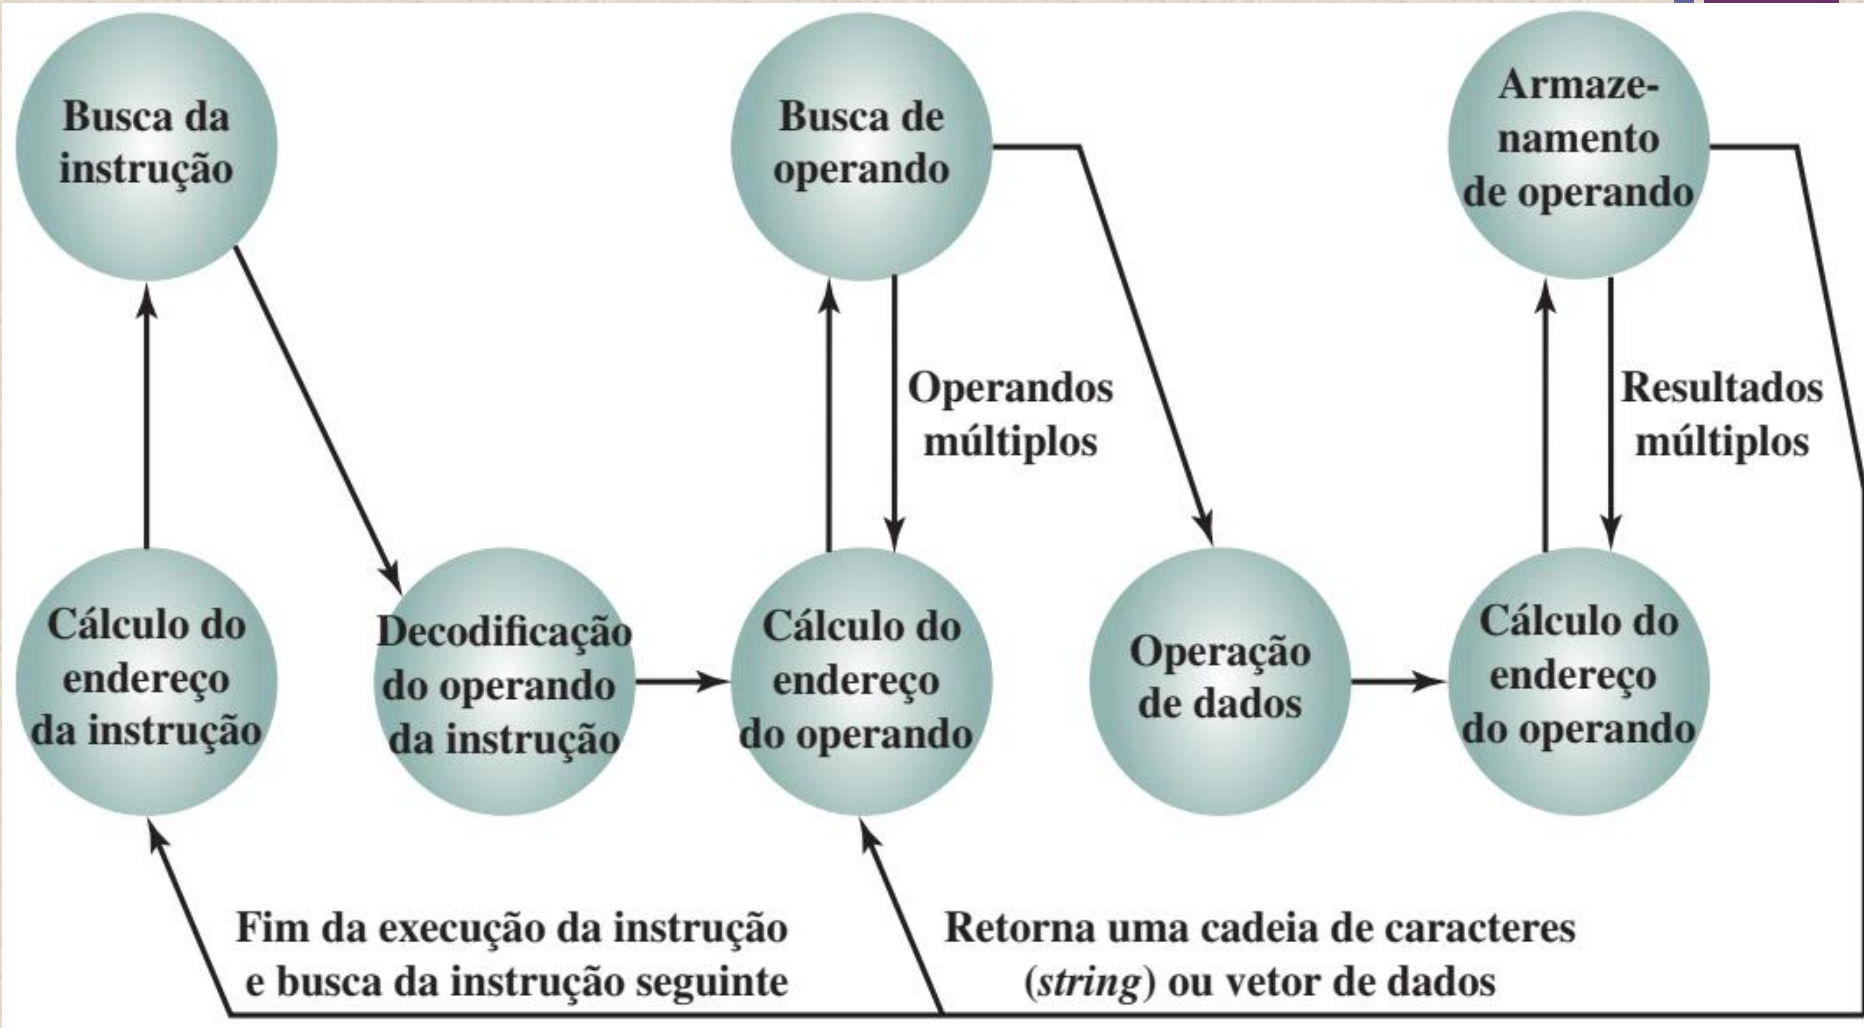 Busca da
instrução
Busca de
operando
Armaze-
namento
de operando
Operandos
múltiplos
Resultados
múltiplos
Cálculo do
endereço
da instrução
Decodificação
do operando
da instrução
Cálculo do
endereço
do operando
Operação
de dados
Cálculo do
endereço
do operando
Fim da execução da instrução
e busca da instrução seguinte
Retorna uma cadeia de caracteres
(string) ou vetor de dados